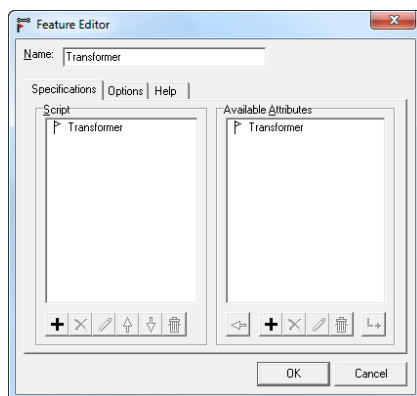 Feature Editor
Name: Transformer
Specifications Options Help
Script Available Attributes
Transformer Transformer
OK Cancel